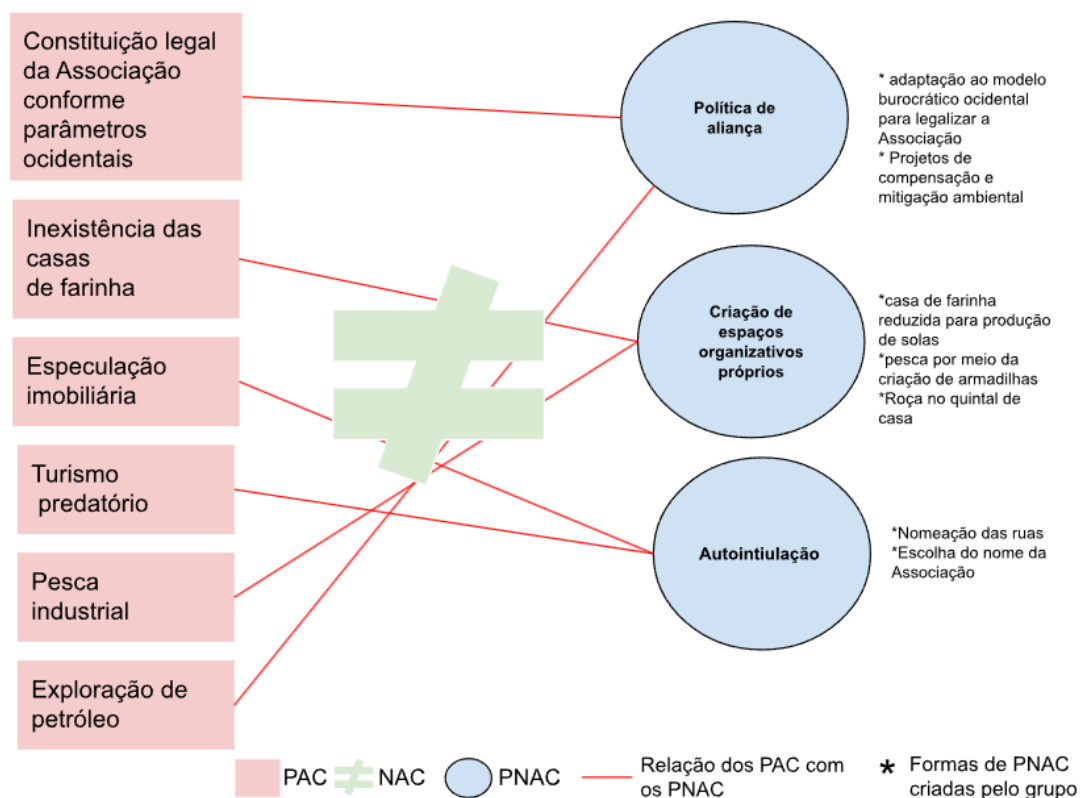 Constituição legal
da Associação
conforme
parâmetros
ocidentais
Inexistência das
casas
de farinha
Especulação
imobiliária
Turismo
predatório
Pesca
industrial
Exploração de
petróleo
Política de
aliança
* adaptação ao modelo
burocrático ocidental
para legalizar a
Associação
* Projetos de
compensação e
mitigação ambiental
Criação de
espaços
organizativos
próprios
*casa de farinha
reduzida para produção
de solas
*pesca por meio da
criação de armadilhas
*Roça no quintal de
casa
Autointiulação
*Nomeação das ruas
*Escolha do nome da
Associação
PAC
NAC
PNAC
Relação dos PAC com
os PNAC
* Formas de PNAC
criadas pelo grupo